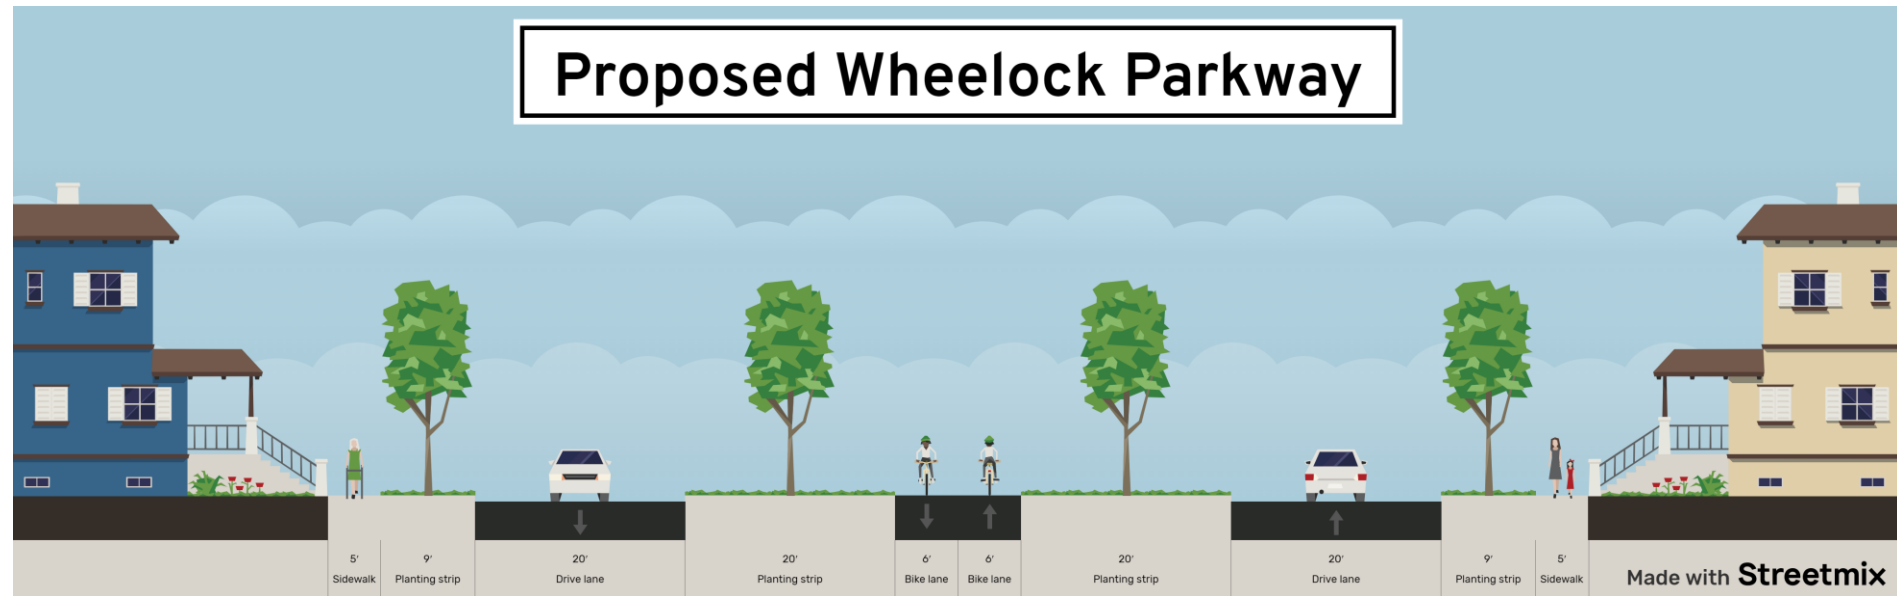 Proposed Wheelock Parkway
5' 9' 20' 20' 6' 6' 20' 20' 9' 5'
Sidewalk Planting strip Drive lane Planting strip Bike lane Bike lane Planting strip Drive lane Planting strip Sidewalk
Made with Streetmix